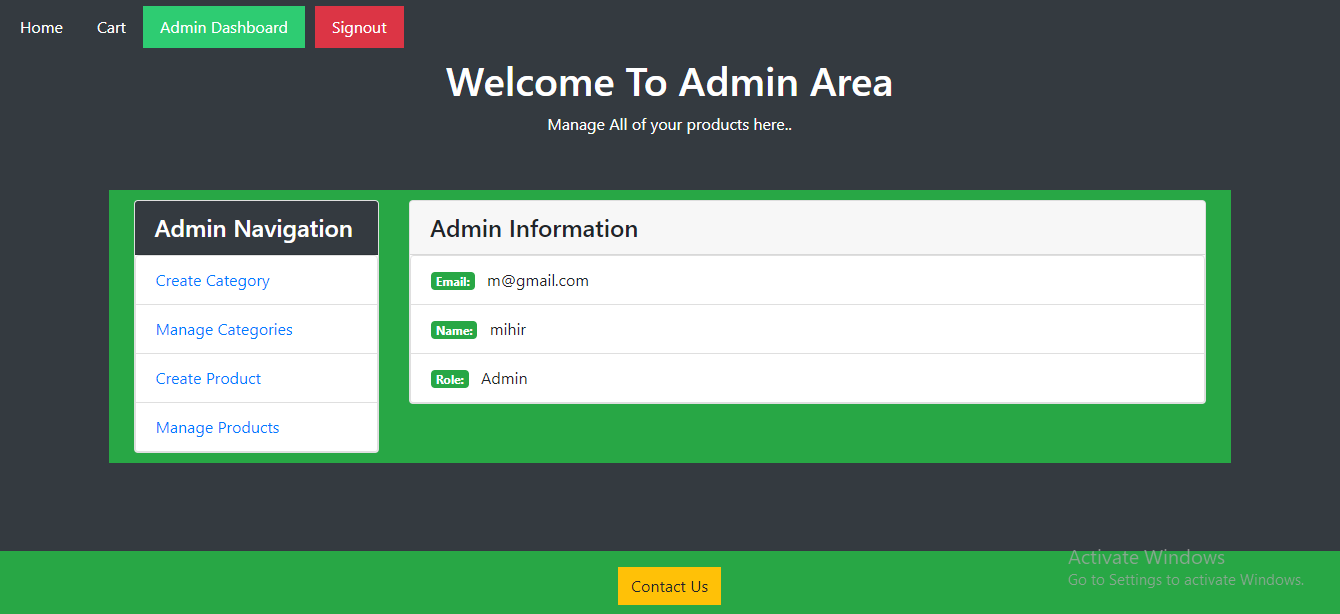 Home Cart Admin Dashboard Signout
Welcome To Admin Area
Manage All of your products here..
Admin Navigation
Create Category
Manage Categories
Create Product
Manage Products
Admin Information
Email: m@gmail.com
Name: mihir
Role: Admin
Contact Us
Activate Windows
Go to Settings to activate Windows.